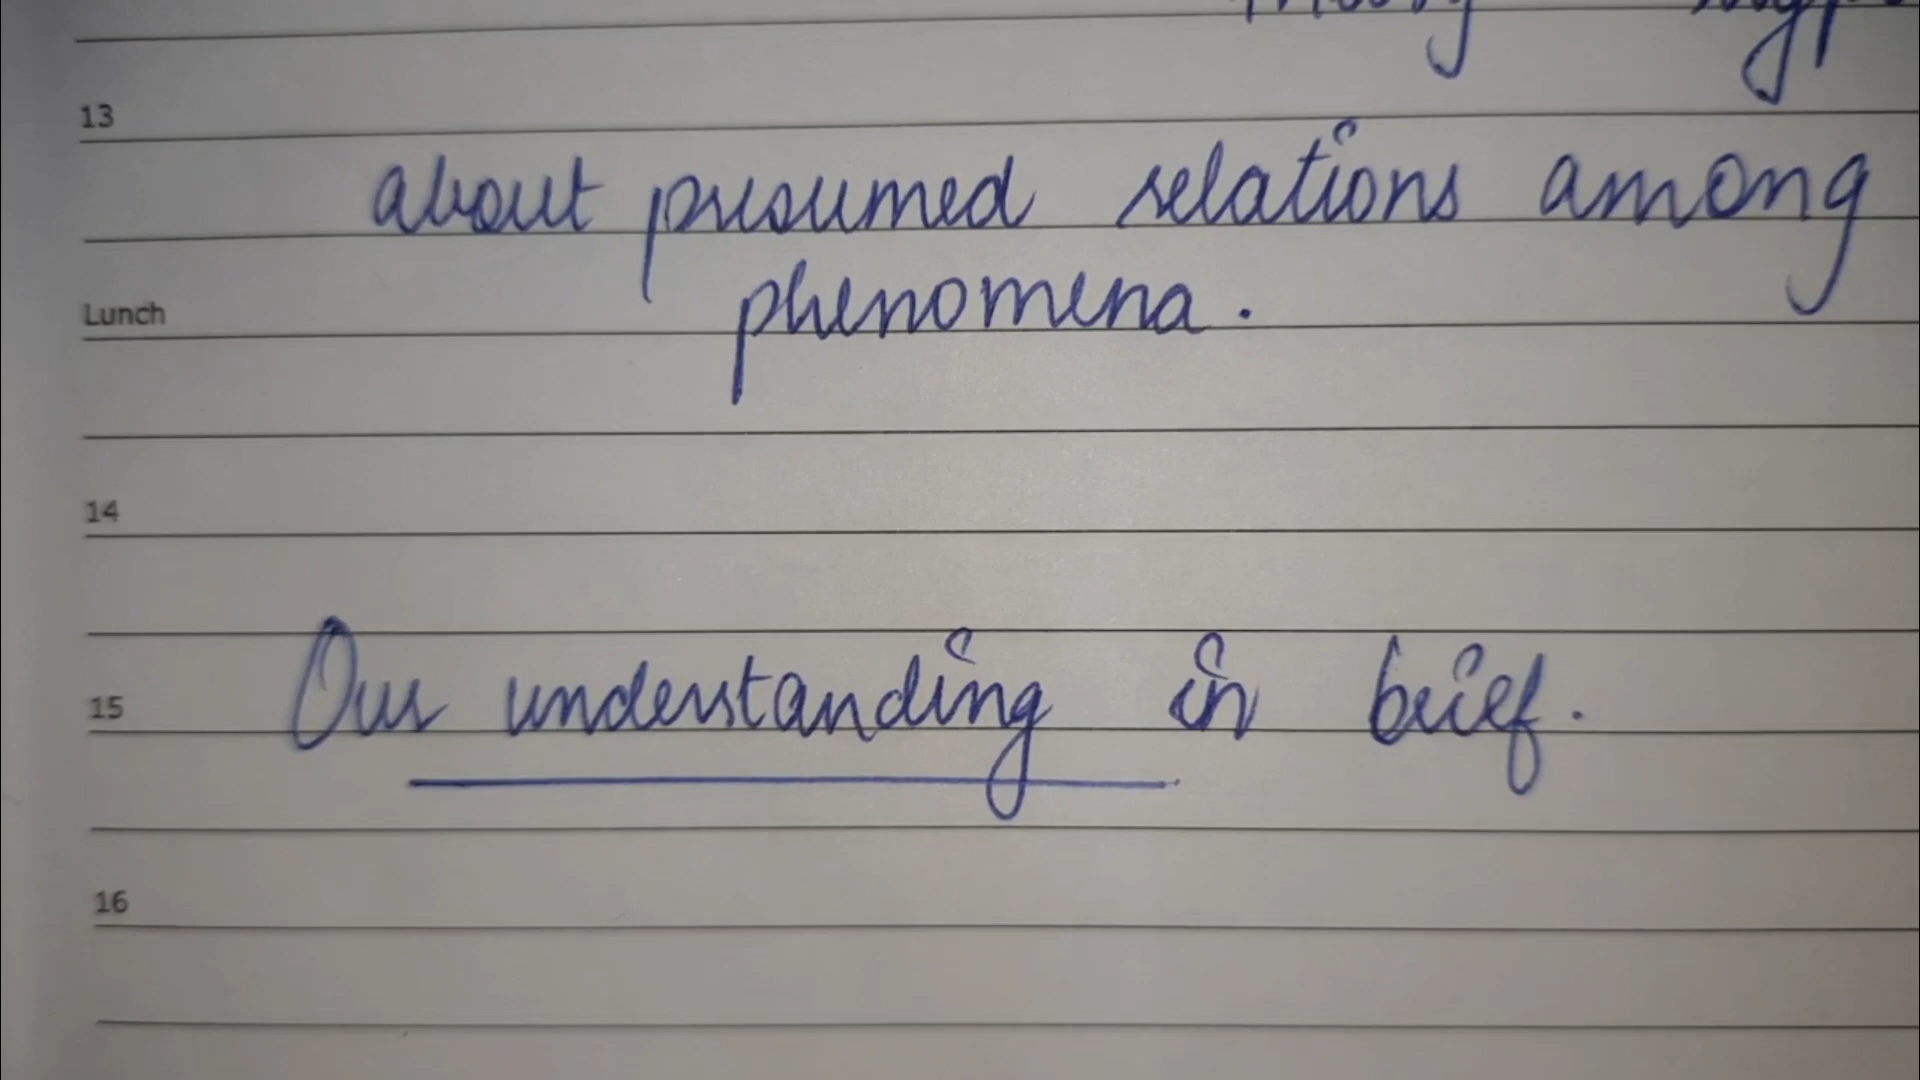 13
about presumed relations among
Lunch
phenomena.
14
15
Our understanding in brief.
16